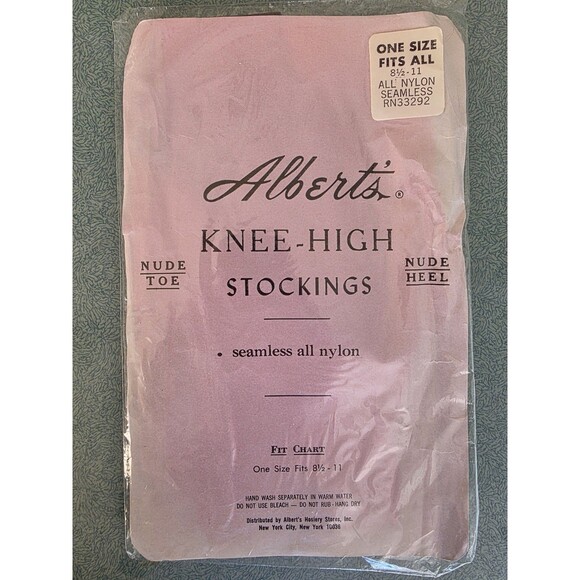 ONE SIZE
FITS ALL
8½-11
ALL NYLON
SEAMLESS
RN33292
Albert's®
KNEE-HIGH
STOCKINGS
NUDE
TOE
NUDE
HEEL
• seamless all nylon
FIT CHART
One Size Fits 8½ - 11
HAND WASH SEPARATELY IN WARM WATER
DO NOT USE BLEACH — DO NOT RUB - HANG DRY
Distributed by Albert's Hosiery Stores, Inc.
New York City, New York 10036